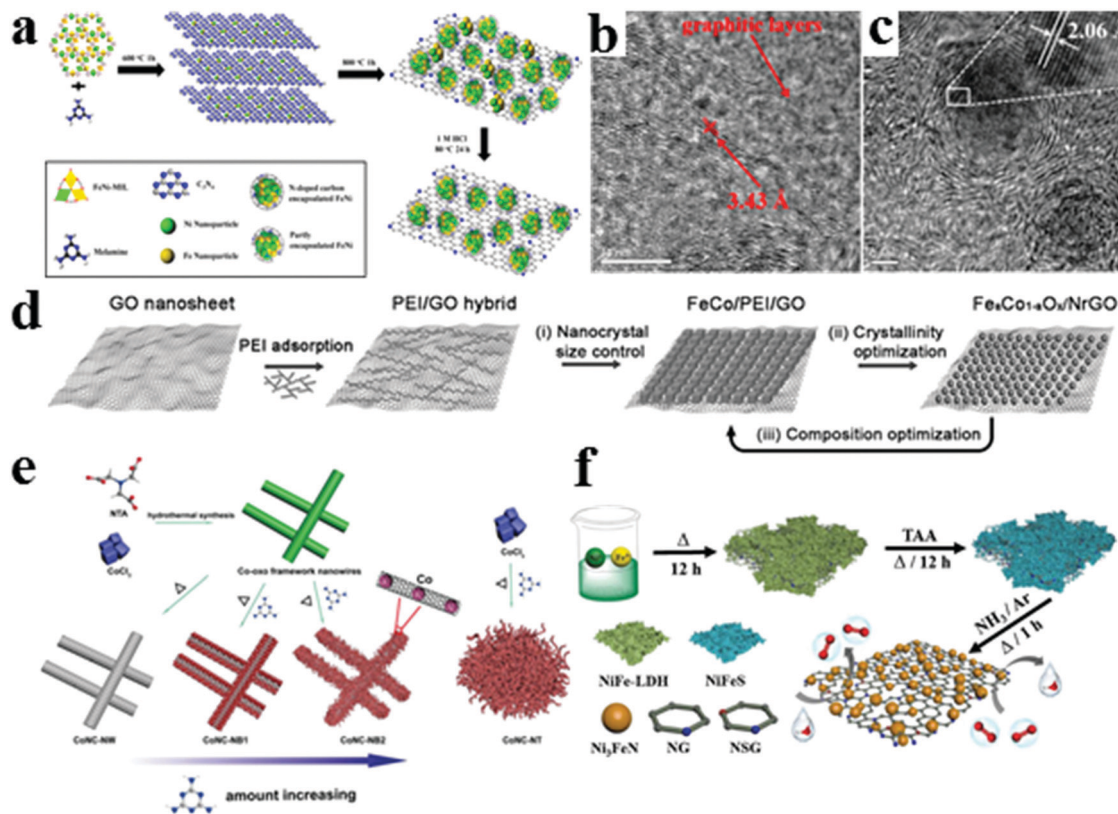 a
600 °C 1h
800 °C 1h
1 M HCl
80 °C 24 h
FeNi-MIL
C3N4
N-doped carbon
encapsulated FeNi
Ni Nanoparticle
Melamine
Fe Nanoparticle
Partly
encapsulated FeNi
b
graphitic layers
3.43 Å
c
2.06
d
GO nanosheet
PEI adsorption
PEI/GO hybrid
(i) Nanocrystal
size control
FeCo/PEI/GO
(ii) Crystallinity
optimization
FeaCo1-aOx/NrGO
(iii) Composition optimization
e
NTA
CoCl2
hydrothermal synthesis
Co-oxo framework nanowires
Co
CoCl2
Δ
Δ
Δ
Δ
CoNC-NW
CoNC-NB1
CoNC-NB2
CoNC-NT
amount increasing
f
Δ
12 h
TAA
Δ / 12 h
NH3 / Ar
Δ / 1 h
NiFe-LDH
NiFeS
Ni3FeN
NG
NSG